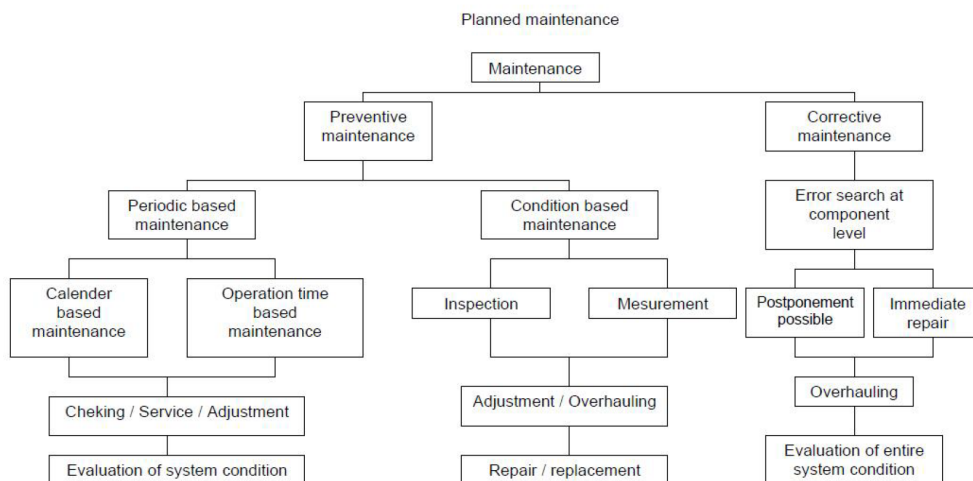 Planned maintenance
Maintenance
Preventive
maintenance
Corrective
maintenance
Periodic based
maintenance
Condition based
maintenance
Error search at
component
level
Calender
based
maintenance
Operation time
based
maintenance
Inspection
Mesurement
Postponement
possible
Immediate
repair
Cheking / Service / Adjustment
Adjustment / Overhauling
Overhauling
Evaluation of system condition
Repair / replacement
Evaluation of entire
system condition